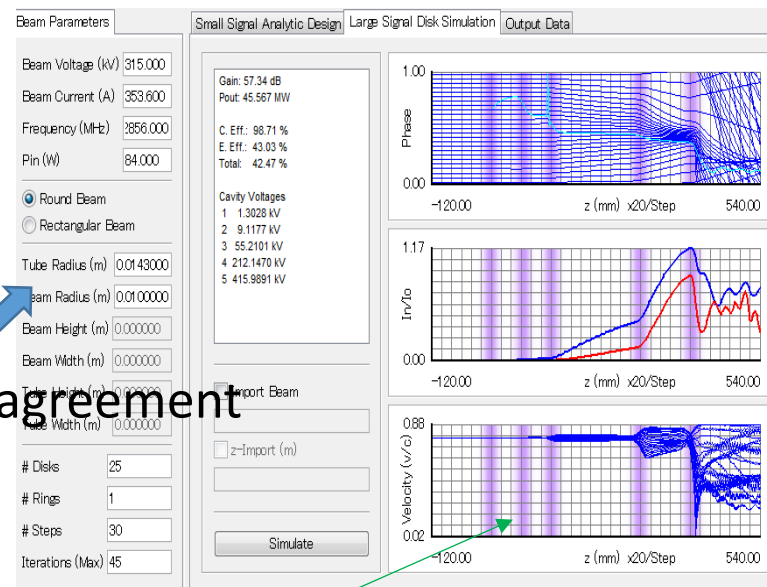 Beam Parameters
Small Signal Analytic Design
Large Signal Disk Simulation
Output Data
Beam Voltage (kV) 315.000
Beam Current (A) 353.600
Frequency (MHz) 2856.000
Pin (W) 84.000
Round Beam
Rectangular Beam
Tube Radius (m) 0.0143000
Beam Radius (m) 0.0100000
Beam Height (m) 0.000000
Beam Width (m) 0.000000
Tube Height (m) 0.000000
agreement
Tube Width (m) 0.000000
# Disks 25
# Rings 1
# Steps 30
Iterations (Max) 45
Gain: 57.34 dB
Pout: 45.567 MW
C. Eff.: 98.71 %
E. Eff.: 43.03 %
Total: 42.47 %
Cavity Voltages
1 1.3028 kV
2 9.1177 kV
3 55.2101 kV
4 212.1470 kV
5 415.9891 kV
Import Beam
z-Import (m)
Simulate
1.00
Phase
0.00
-120.00 z (mm) x20/Step 540.00
1.17
In/Io
0.00
-120.00 z (mm) x20/Step 540.00
0.88
Velocity (v/c)
0.02
-120.00 z (mm) x20/Step 540.00